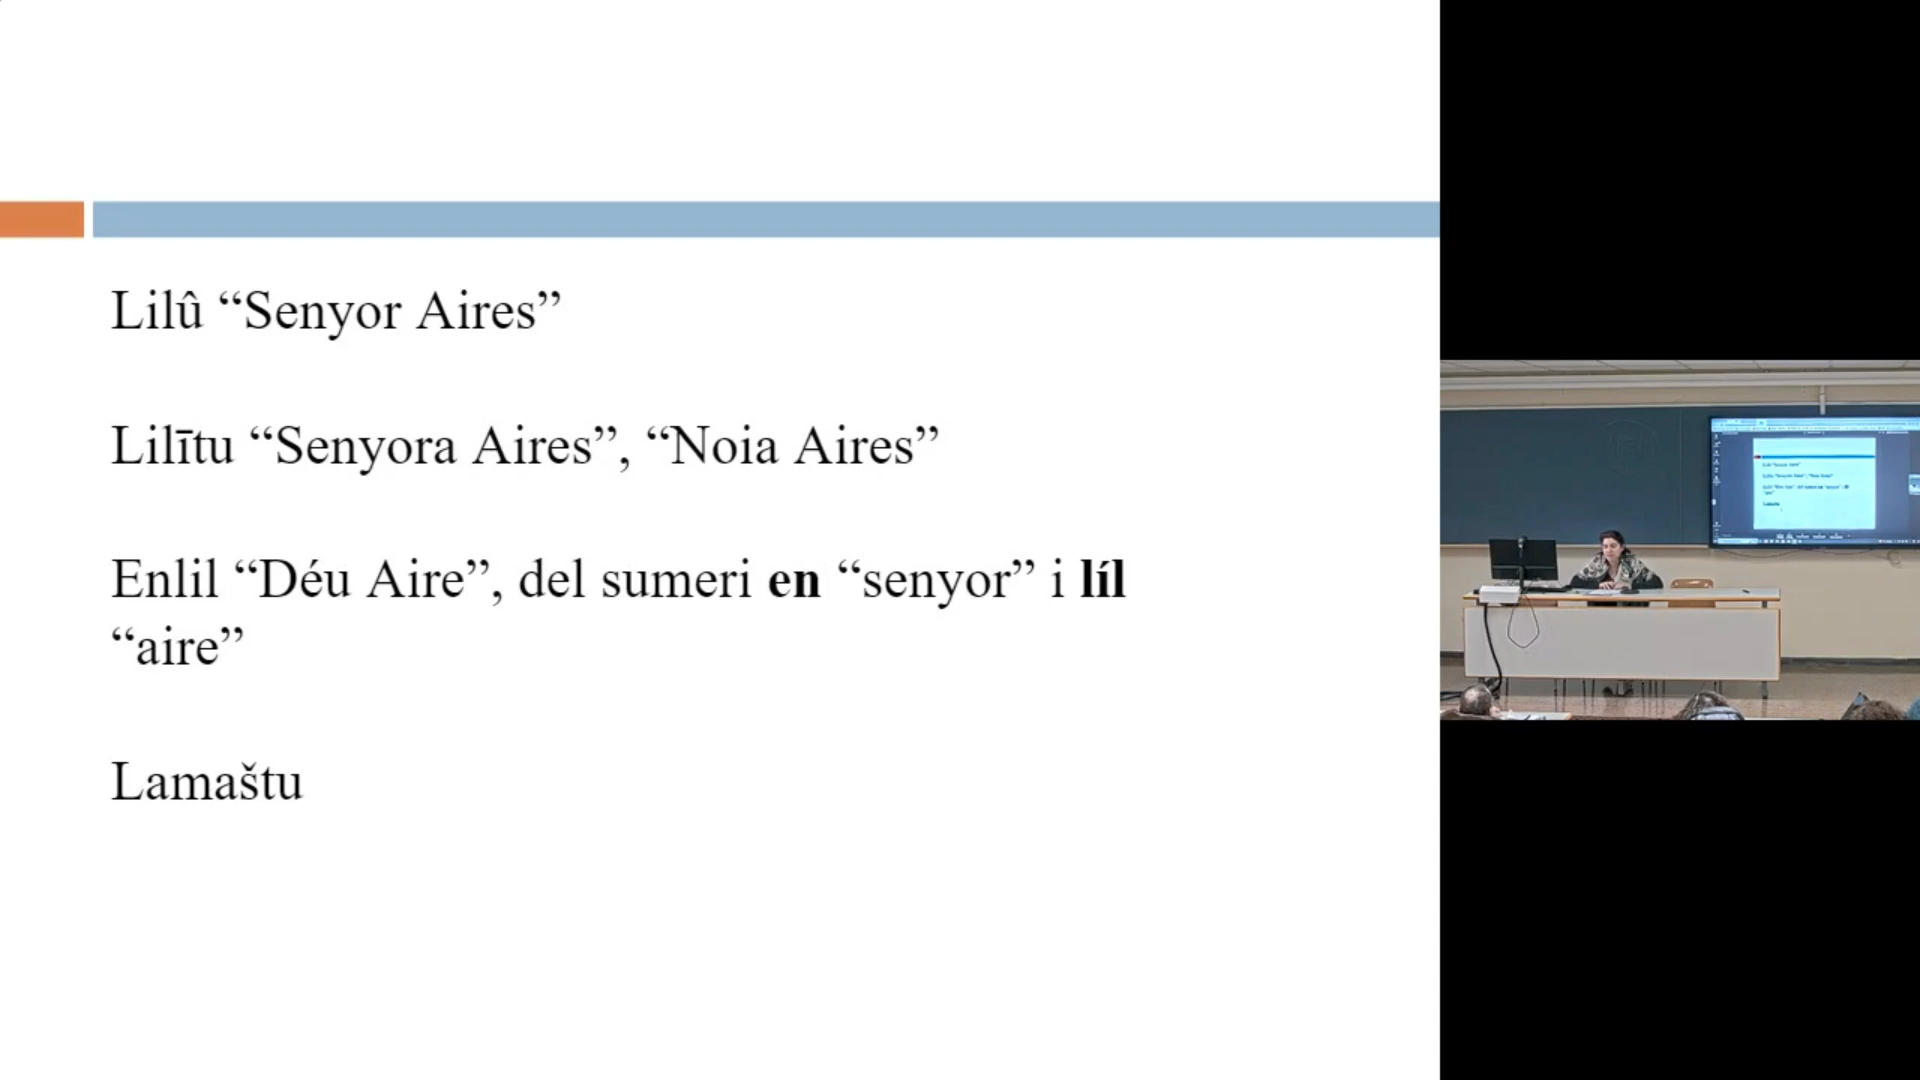 Lilû “Senyor Aires”
Lilītu “Senyora Aires”, “Noia Aires”
Enlil “Déu Aire”, del sumeri en “senyor” i líl
“aire”
Lamaštu